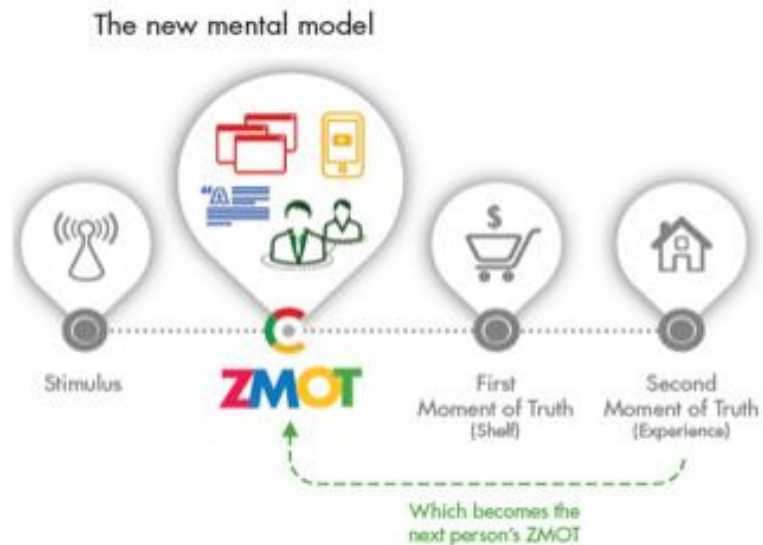 The new mental model
"A
$
Stimulus
ZMOT
First
Moment of Truth
(Shelf)
Second
Moment of Truth
(Experience)
Which becomes the
next person's ZMOT